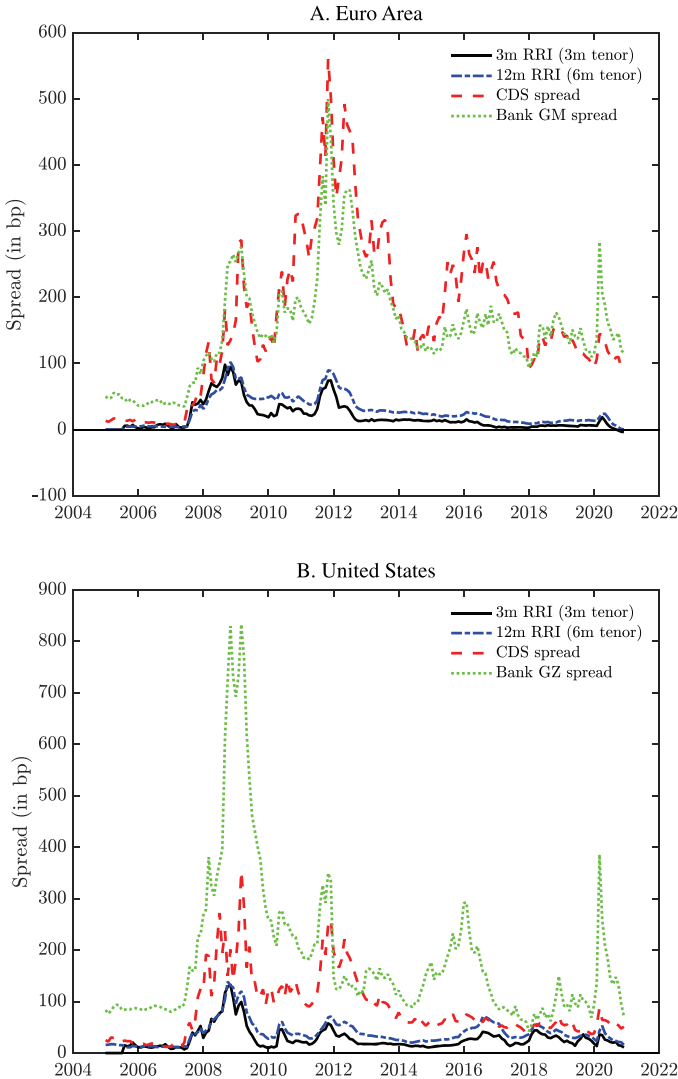 A. Euro Area
600
500
400
300
200
100
0
-100
Spread (in bp)
3m RRI (3m tenor)
12m RRI (6m tenor)
CDS spread
Bank GM spread
2004 2006 2008 2010 2012 2014 2016 2018 2020 2022
B. United States
900
800
700
600
500
400
300
200
100
0
Spread (in bp)
3m RRI (3m tenor)
12m RRI (6m tenor)
CDS spread
Bank GZ spread
2004 2006 2008 2010 2012 2014 2016 2018 2020 2022